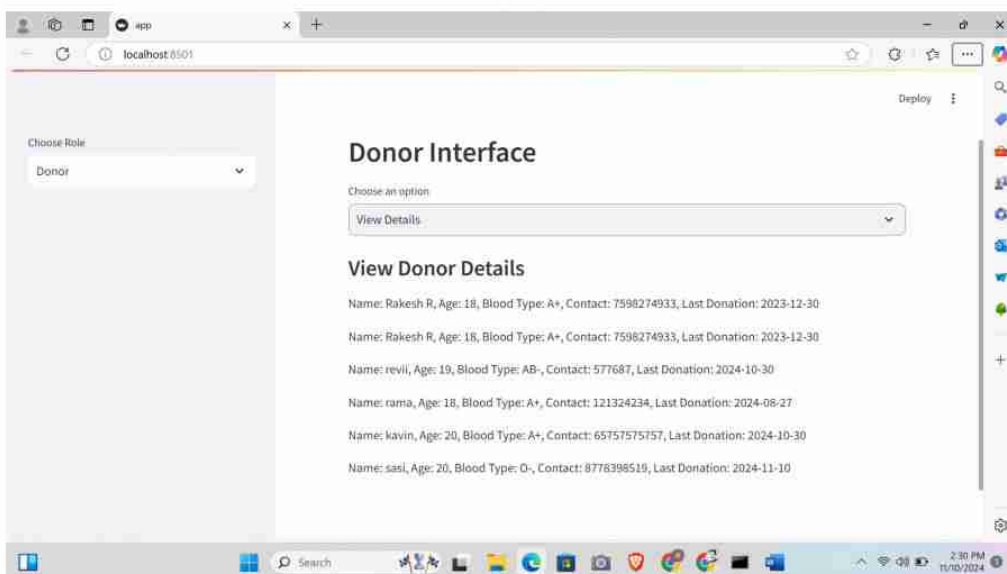 app
localhost:8501
Deploy
Choose Role
Donor
Donor Interface
Choose an option
View Details
View Donor Details
Name: Rakesh R, Age: 18, Blood Type: A+, Contact: 7598274933, Last Donation: 2023-12-30
Name: Rakesh R, Age: 18, Blood Type: A+, Contact: 7598274933, Last Donation: 2023-12-30
Name: revii, Age: 19, Blood Type: AB-, Contact: 577687, Last Donation: 2024-10-30
Name: rama, Age: 18, Blood Type: A+, Contact: 121324234, Last Donation: 2024-08-27
Name: kavin, Age: 20, Blood Type: A+, Contact: 65757575757, Last Donation: 2024-10-30
Name: sasi, Age: 20, Blood Type: O-, Contact: 8778398519, Last Donation: 2024-11-10
Search
2:30 PM
11/10/2024